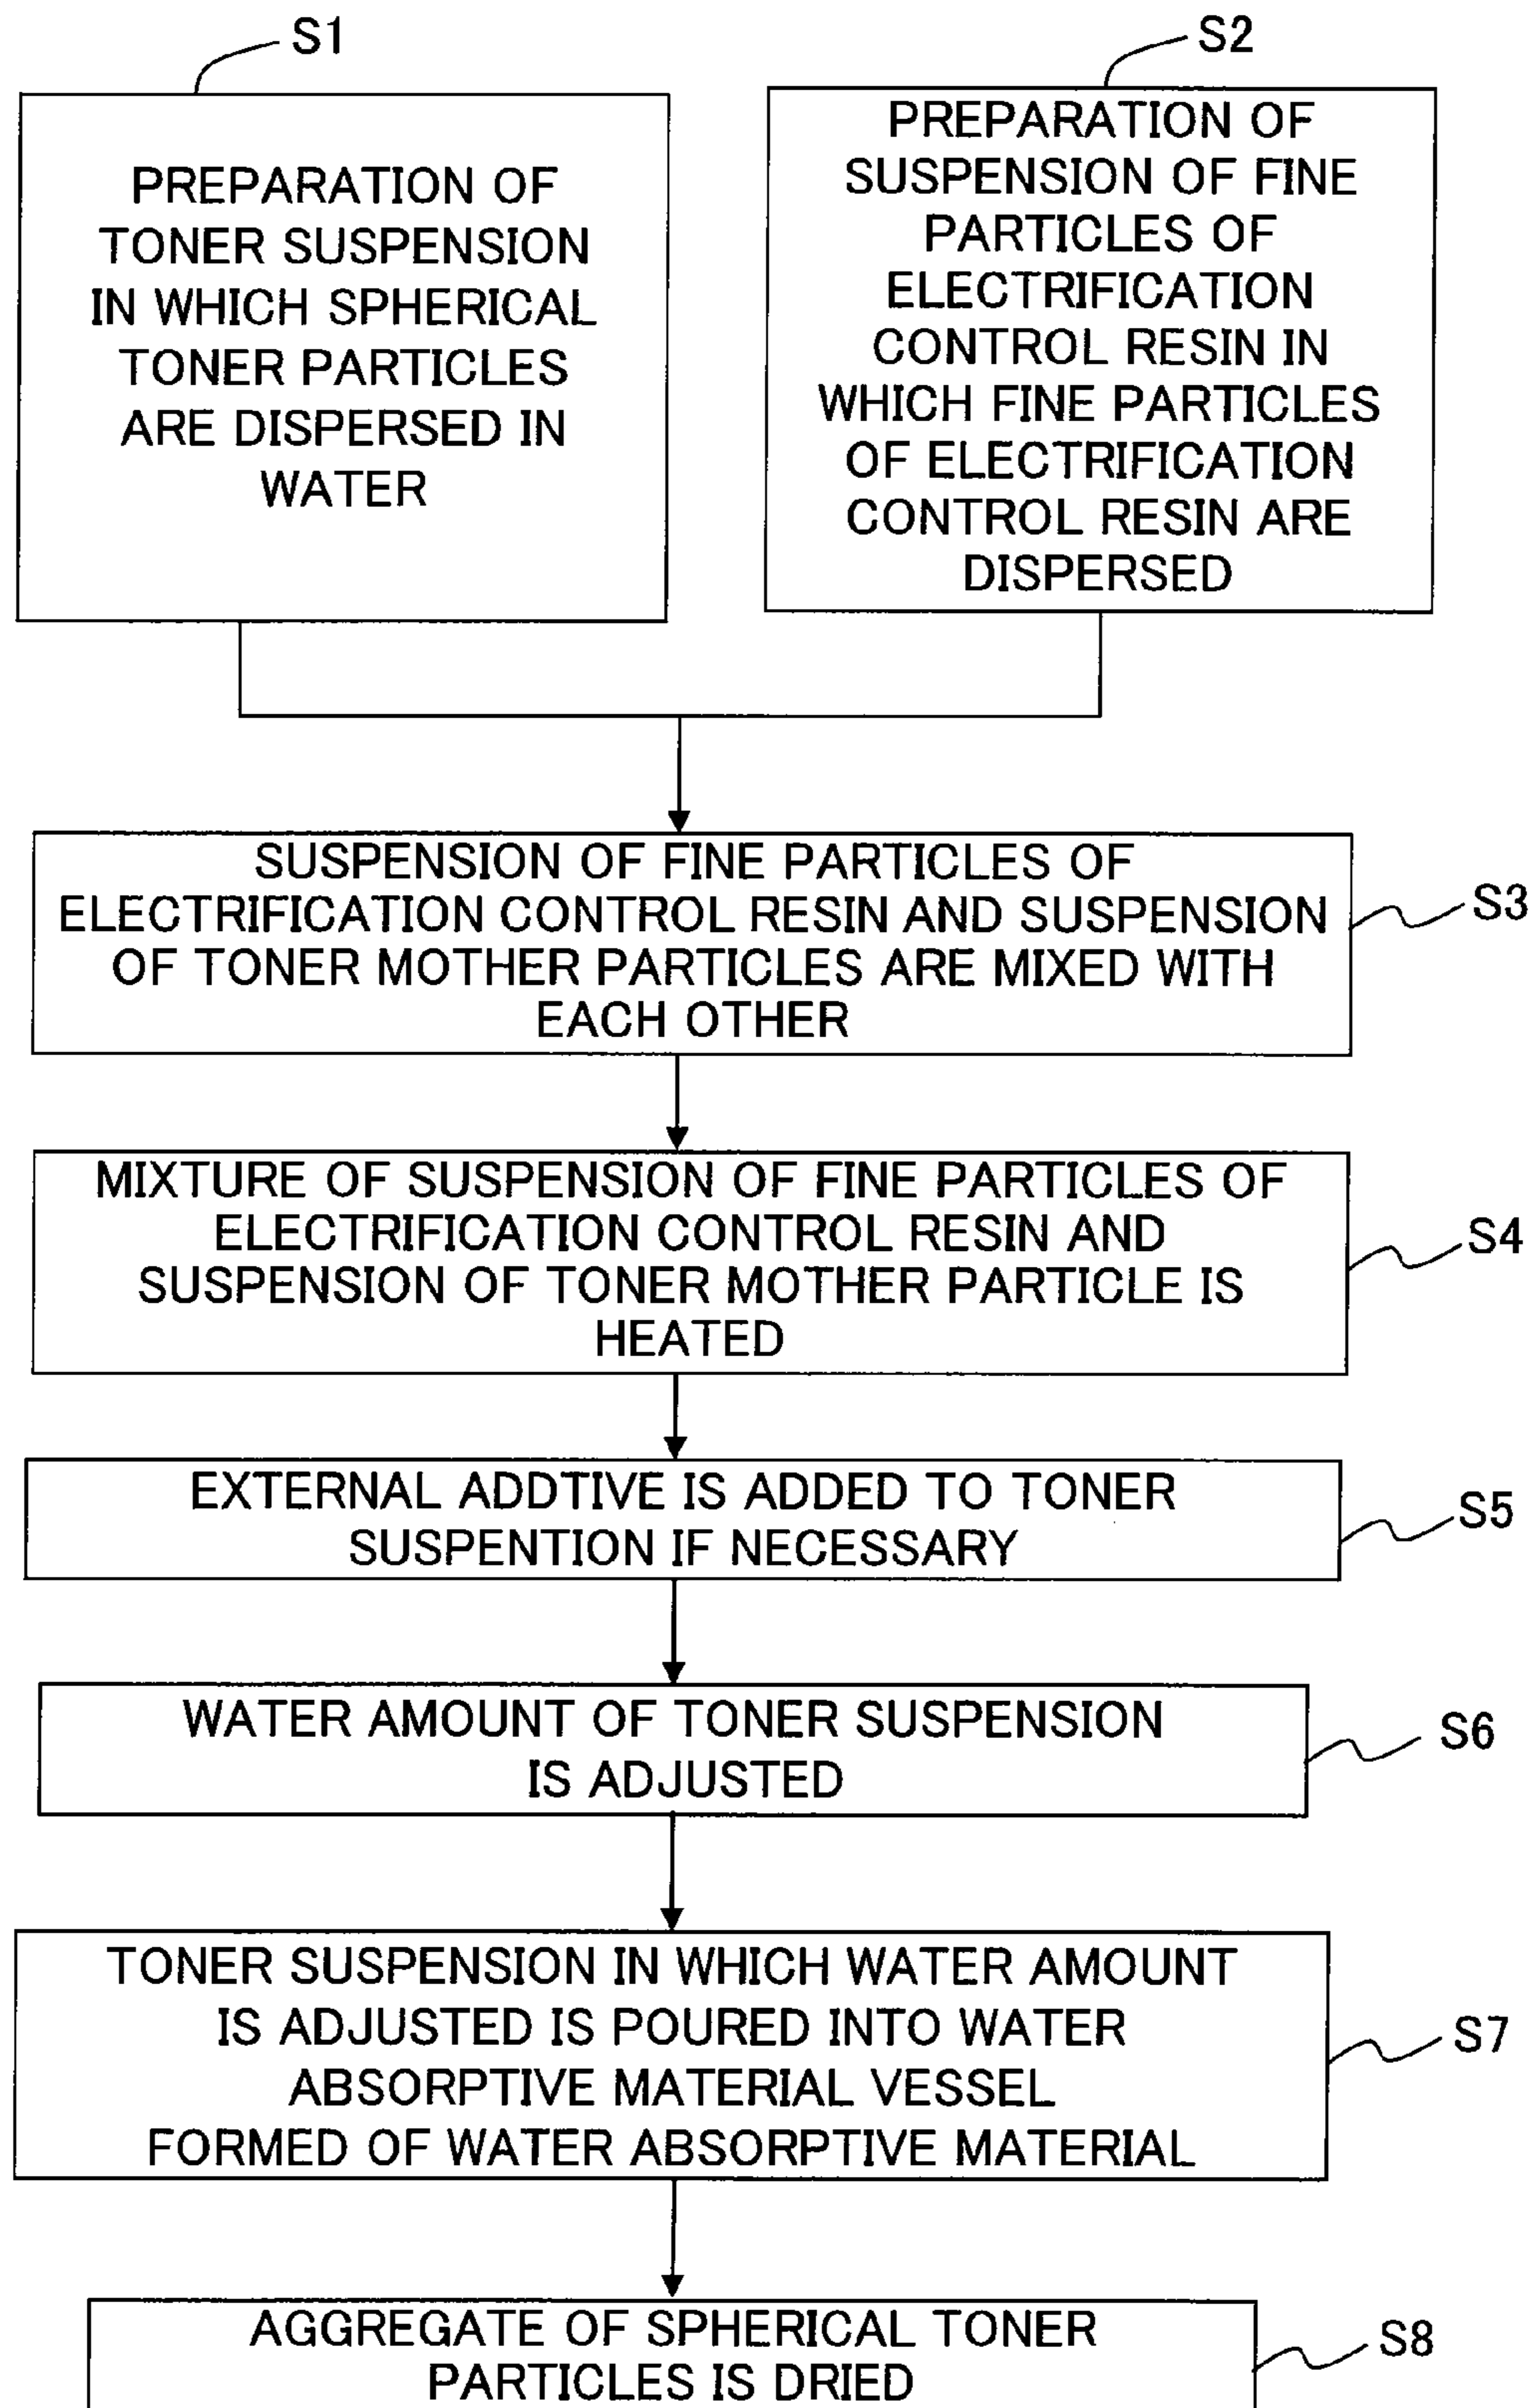 S1
PREPARATION OF
TONER SUSPENSION
IN WHICH SPHERICAL
TONER PARTICLES
ARE DISPERSED IN
WATER
S2
PREPARATION OF
SUSPENSION OF FINE
PARTICLES OF
ELECTRIFICATION
CONTROL RESIN IN
WHICH FINE PARTICLES
OF ELECTRIFICATION
CONTROL RESIN ARE
DISPERSED
SUSPENSION OF FINE PARTICLES OF
ELECTRIFICATION CONTROL RESIN AND SUSPENSION
OF TONER MOTHER PARTICLES ARE MIXED WITH
EACH OTHER
S3
MIXTURE OF SUSPENSION OF FINE PARTICLES OF
ELECTRIFICATION CONTROL RESIN AND
SUSPENSION OF TONER MOTHER PARTICLE IS
HEATED
S4
EXTERNAL ADDTIVE IS ADDED TO TONER
SUSPENTION IF NECESSARY
S5
WATER AMOUNT OF TONER SUSPENSION
IS ADJUSTED
S6
TONER SUSPENSION IN WHICH WATER AMOUNT
IS ADJUSTED IS POURED INTO WATER
ABSORPTIVE MATERIAL VESSEL
FORMED OF WATER ABSORPTIVE MATERIAL
S7
AGGREGATE OF SPHERICAL TONER
PARTICLES IS DRIED
S8